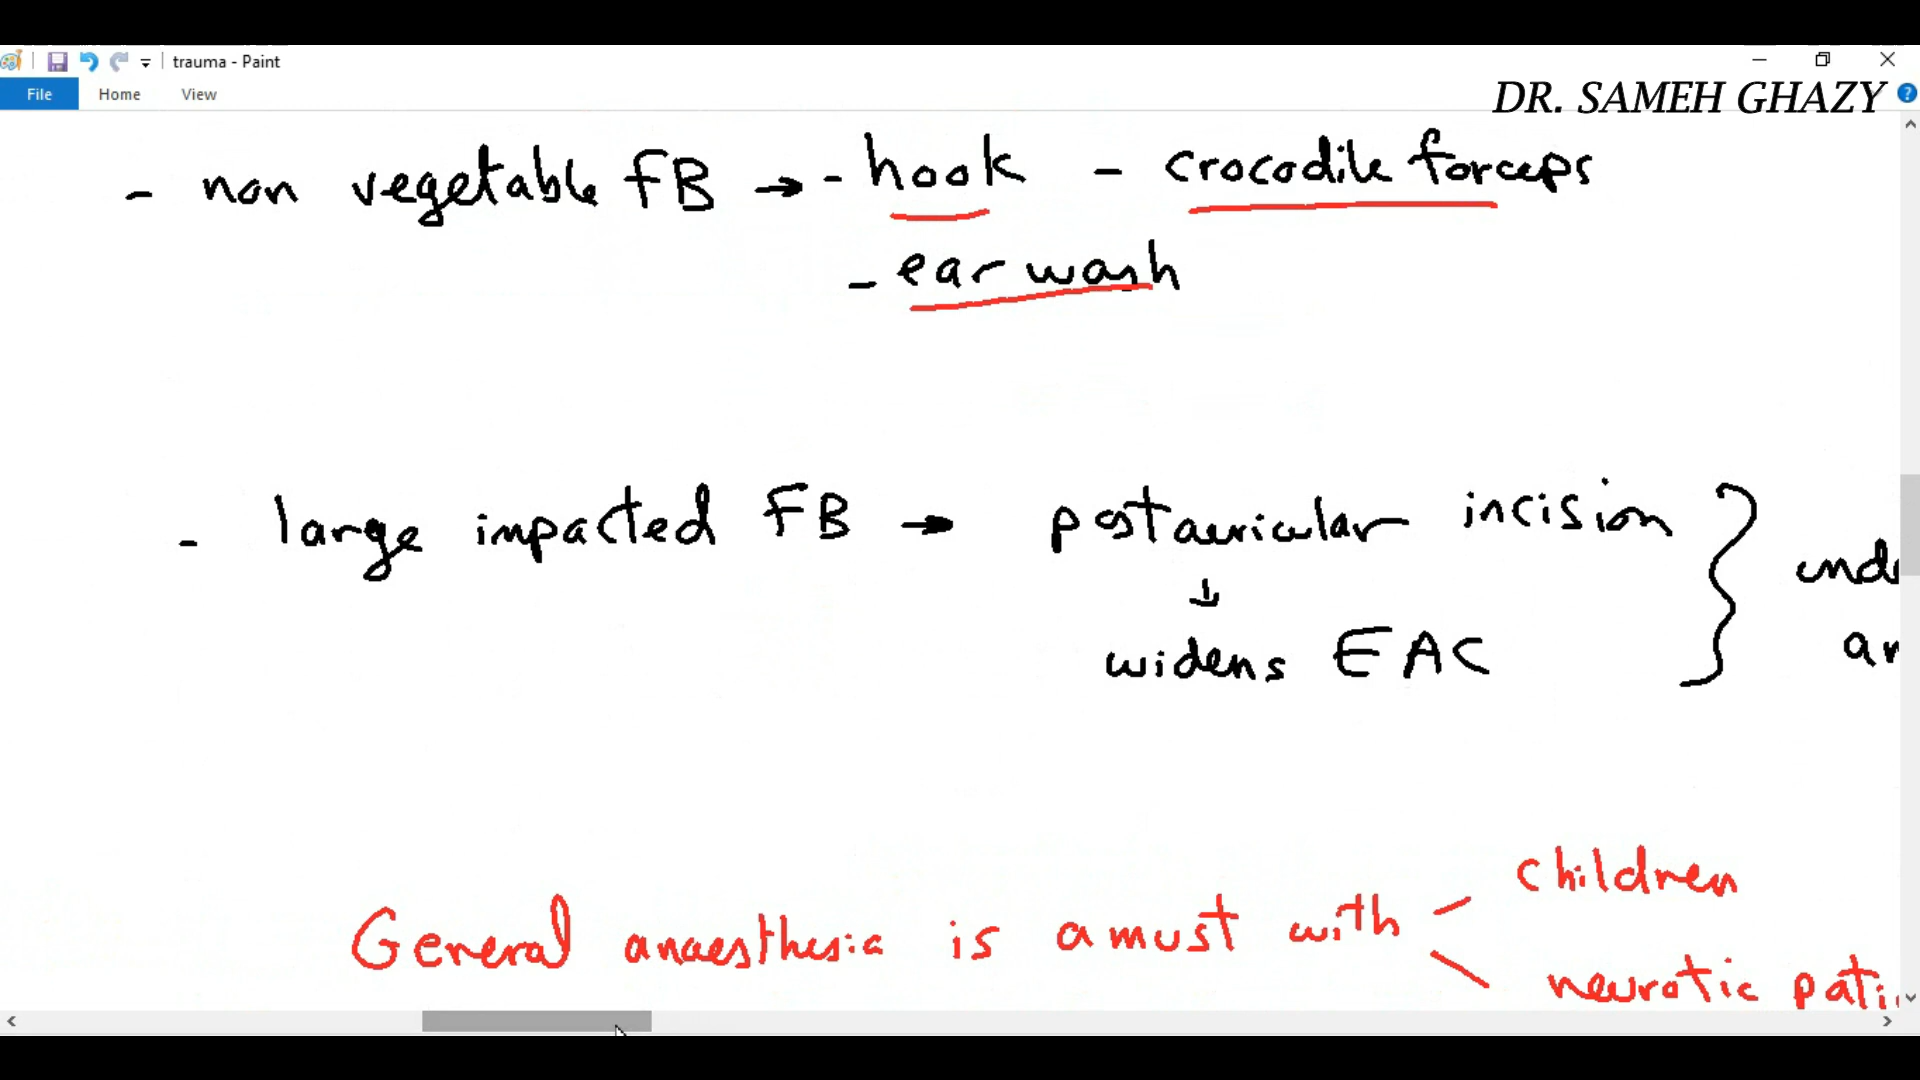 trauma - Paint
File Home View
DR. SAMEH GHAZY
- non vegetable FB → - hook - crocodile forceps
- ear wash
- large impacted FB → postauricular incision
widens EAC
General anaesthesia is a must with
children
neurotic